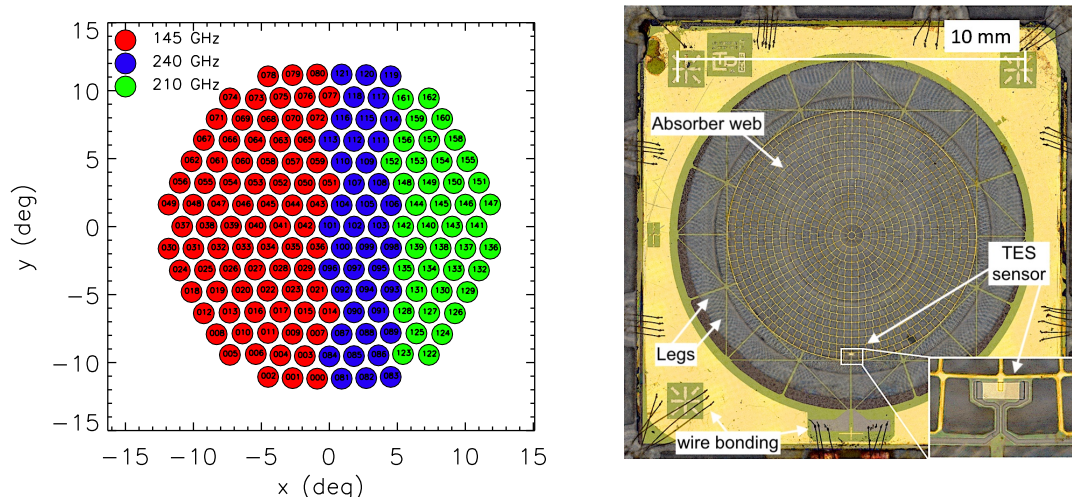 15
10
5
0
−5
−10
−15
y (deg)
145 GHz
240 GHz
210 GHz
078 079 080 121 120 119
074 073 075 076 077 118 117 161 162
071 069 068 070 072 116 115 114 159 160
067 064 063 065 113 112 111 156 157 158
062 061 060 058 057 059 110 109 152 153 154 155
056 055 054 053 052 050 051 107 108 148 149 150 151
049 048 047 046 045 044 043 104 105 106 144 145 146 147
037 038 039 040 041 042 101 102 103 142 140 143 141
030 031 032 033 034 035 036 100 099 098 139 138 137 136
024 026 027 028 029 097 095 135 134 133 132
018 019 020 022 023 021 092 094 093 131 130 129
012 013 016 017 015 014 090 091 128 127 126
008 010 011 009 007 087 088 089 125 124
005 006 004 003 084 085 086 123 122
002 001 000 081 082 083
−15 −10 −5 0 5 10 15
x (deg)
10 mm
Absorber web
TES
sensor
Legs
wire bonding